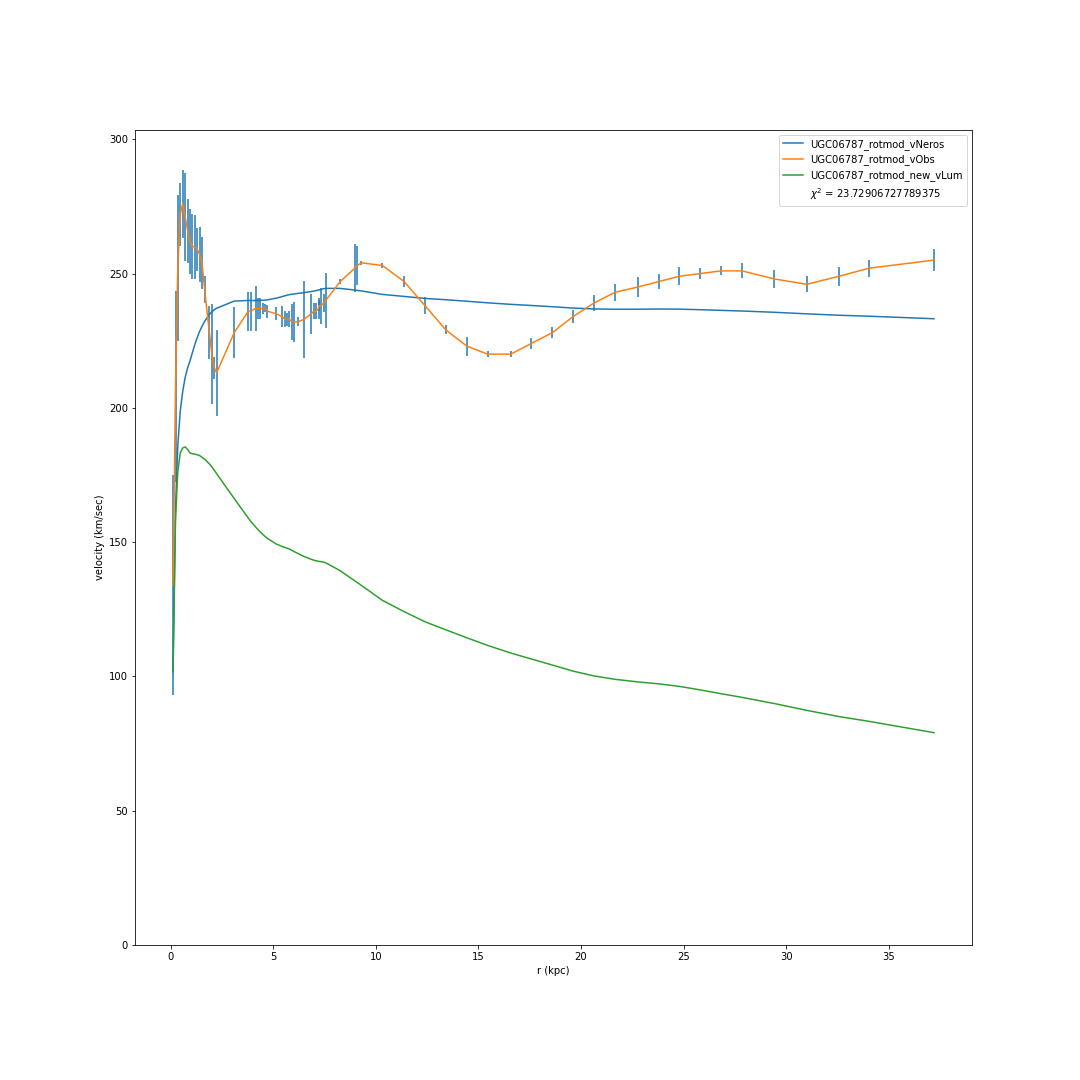 300
250
200
150
100
50
0
velocity (km/sec)
UGC06787_rotmod_vNeros
UGC06787_rotmod_vObs
UGC06787_rotmod_new_vLum
χ² = 23.72906727789375
0 5 10 15 20 25 30 35
r (kpc)